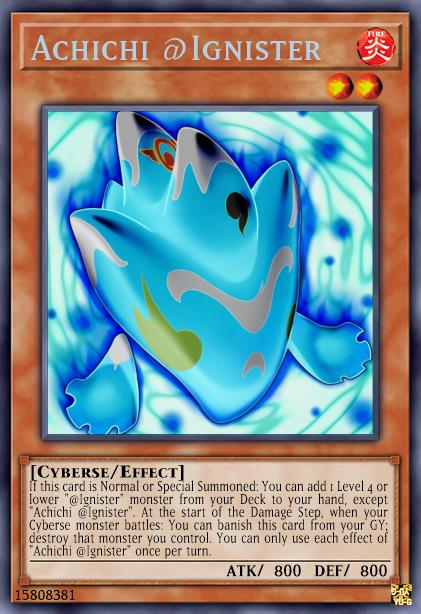 ACHICHI @IGNISTER
FIRE
炎
[CYBERSE/EFFECT]
If this card is Normal or Special Summoned: You can add 1 Level 4 or
lower "@Ignister" monster from your Deck to your hand, except
"Achichi @Ignister". At the start of the Damage Step, when your
Cyberse monster battles: You can banish this card from your GY;
destroy that monster you control. You can only use each effect of
"Achichi @Ignister" once per turn.
ATK/ 800 DEF/ 800
15808381